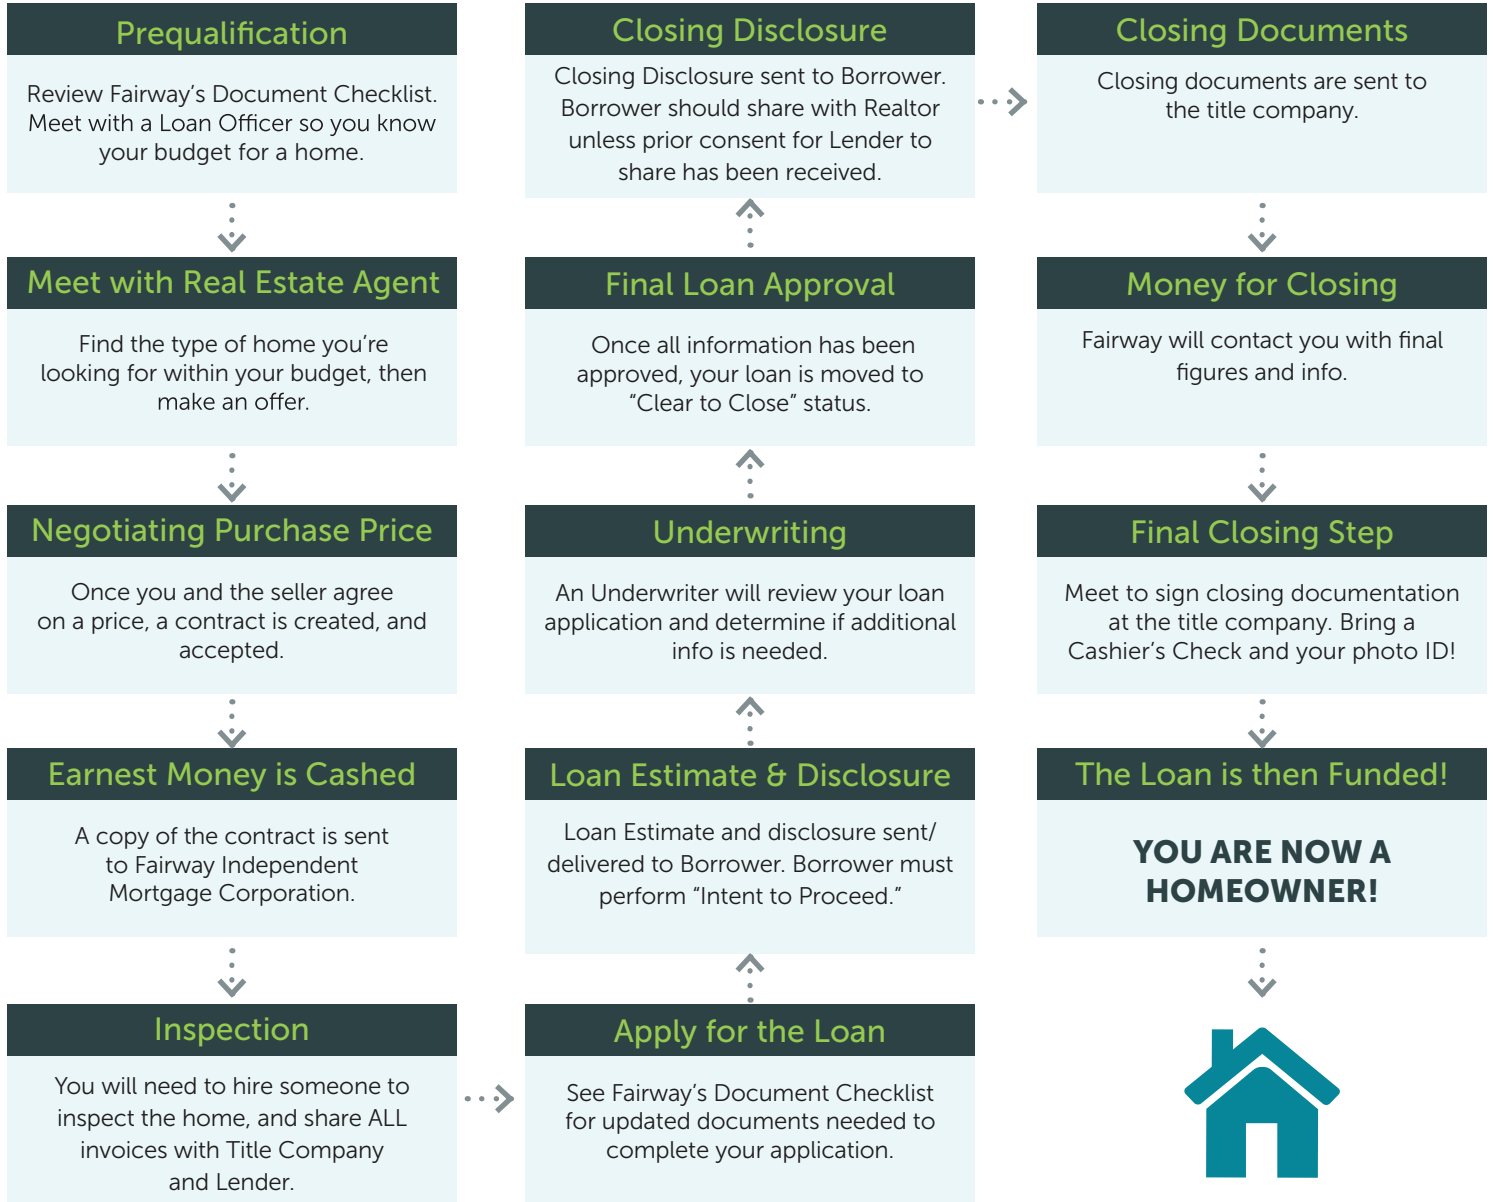 Prequalification
Review Fairway’s Document Checklist.
Meet with a Loan Officer so you know
your budget for a home.
Meet with Real Estate Agent
Find the type of home you’re
looking for within your budget, then
make an offer.
Negotiating Purchase Price
Once you and the seller agree
on a price, a contract is created, and
accepted.
Earnest Money is Cashed
A copy of the contract is sent
to Fairway Independent
Mortgage Corporation.
Inspection
You will need to hire someone to
inspect the home, and share ALL
invoices with Title Company
and Lender.
Apply for the Loan
See Fairway’s Document Checklist
for updated documents needed to
complete your application.
Loan Estimate & Disclosure
Loan Estimate and disclosure sent/
delivered to Borrower. Borrower must
perform “Intent to Proceed.”
Underwriting
An Underwriter will review your loan
application and determine if additional
info is needed.
Final Loan Approval
Once all information has been
approved, your loan is moved to
“Clear to Close” status.
Closing Disclosure
Closing Disclosure sent to Borrower.
Borrower should share with Realtor
unless prior consent for Lender to
share has been received.
Closing Documents
Closing documents are sent to
the title company.
Money for Closing
Fairway will contact you with final
figures and info.
Final Closing Step
Meet to sign closing documentation
at the title company. Bring a
Cashier’s Check and your photo ID!
The Loan is then Funded!
YOU ARE NOW A
HOMEOWNER!